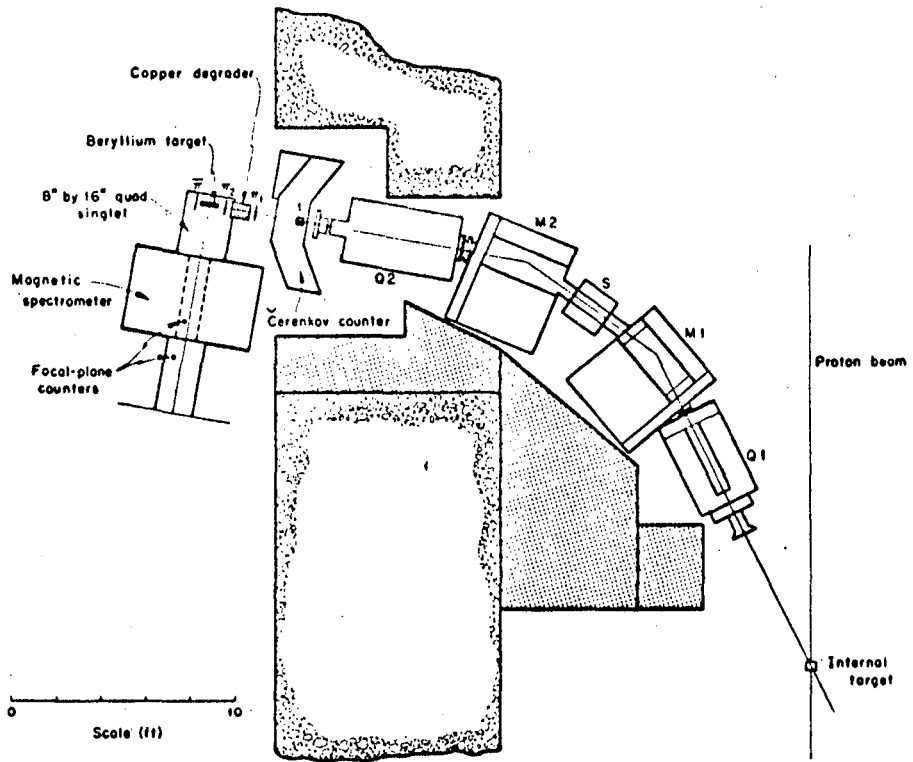 Copper degrader
Beryllium target
8" by 16" quad
singlet
Magnetic
spectrometer
Focal-plane
counters
Čerenkov counter
Q2
M2
S
M1
Q1
Proton beam
Internal
target
0
10
Scale (ft)